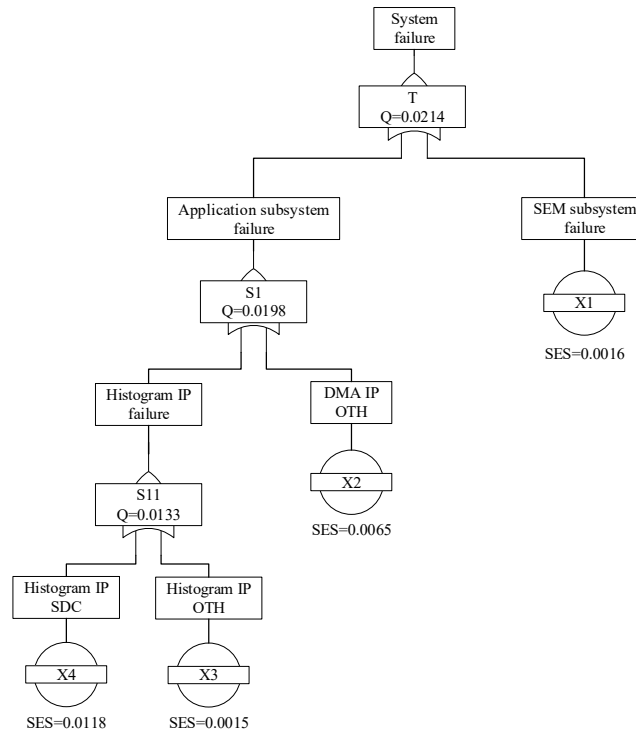 System
failure
T
Q=0.0214
Application subsystem
failure
SEM subsystem
failure
S1
Q=0.0198
X1
SES=0.0016
Histogram IP
failure
DMA IP
OTH
S11
Q=0.0133
X2
SES=0.0065
Histogram IP
SDC
Histogram IP
OTH
X4
X3
SES=0.0118
SES=0.0015